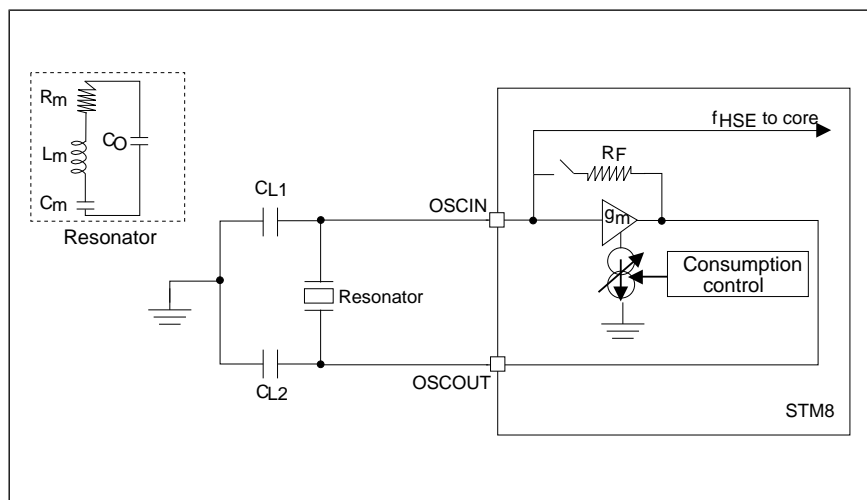 Rm
Lm
Cm
CO
Resonator
CL1
CL2
Resonator
OSCIN
OSCOUT
fHSE to core
RF
gm
Consumption
control
STM8